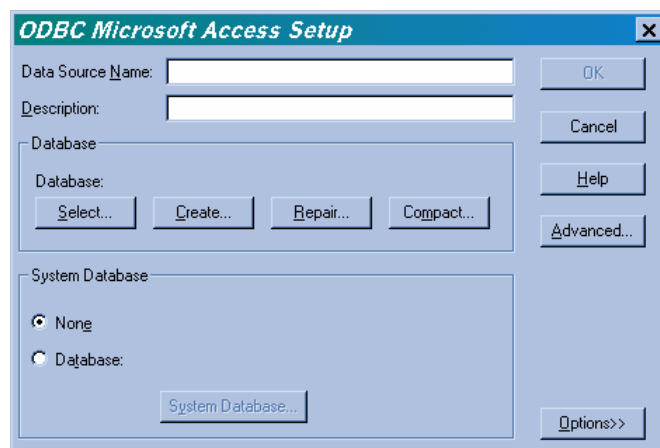 ODBC Microsoft Access Setup
Data Source Name:
OK
Description:
Cancel
Database
Database:
Help
Select...
Create...
Repair...
Compact...
Advanced...
System Database
None
Database:
System Database...
Options>>